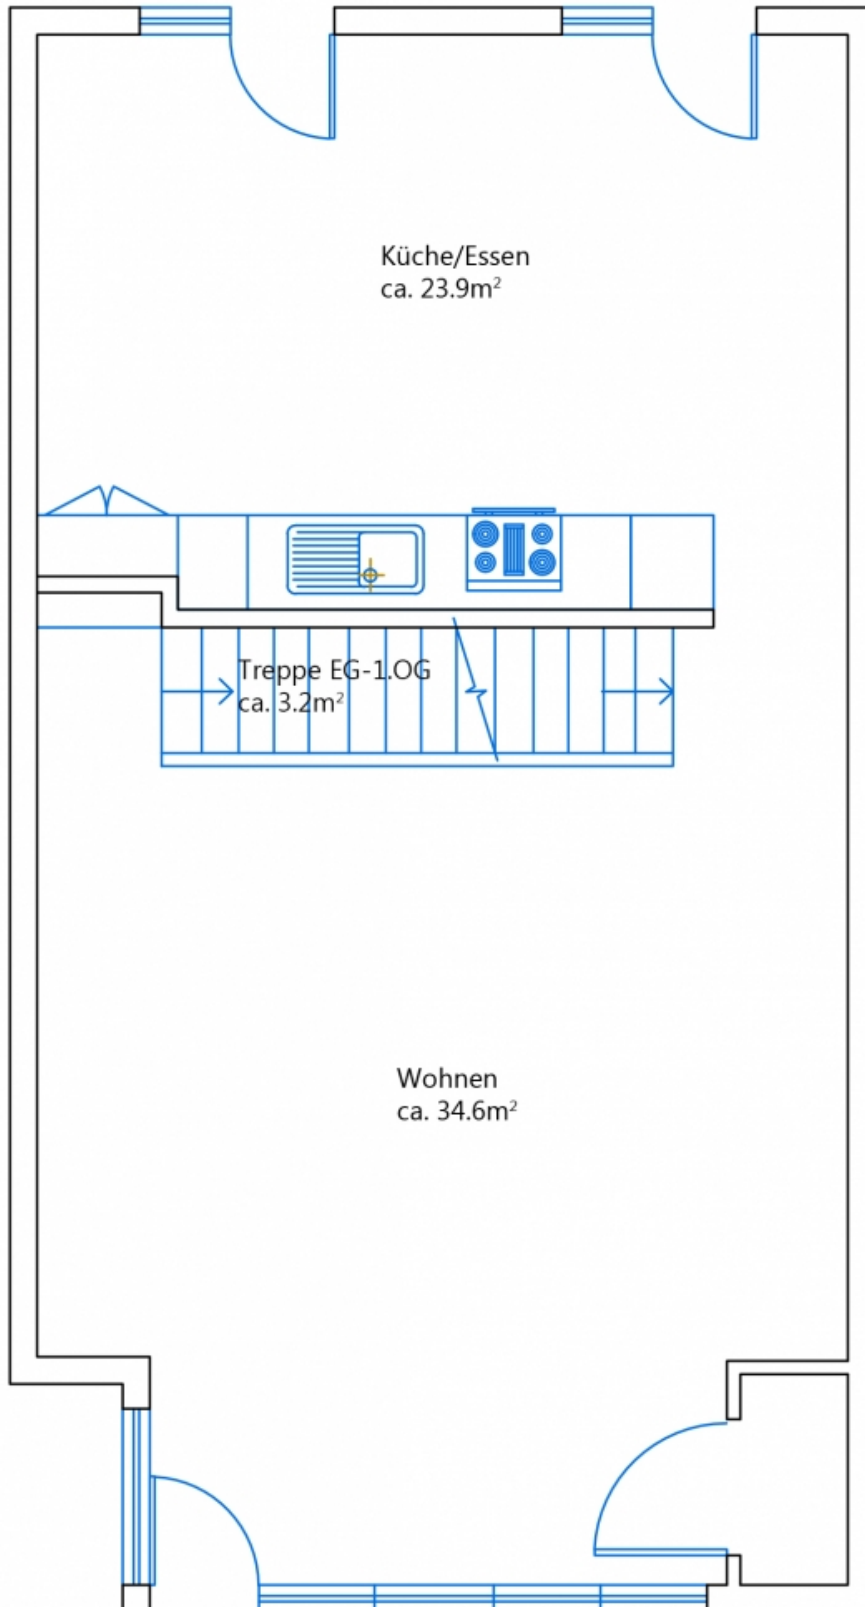 Küche/Essen
ca. 23.9m²
Treppe EG-1.OG
ca. 3.2m²
Wohnen
ca. 34.6m²